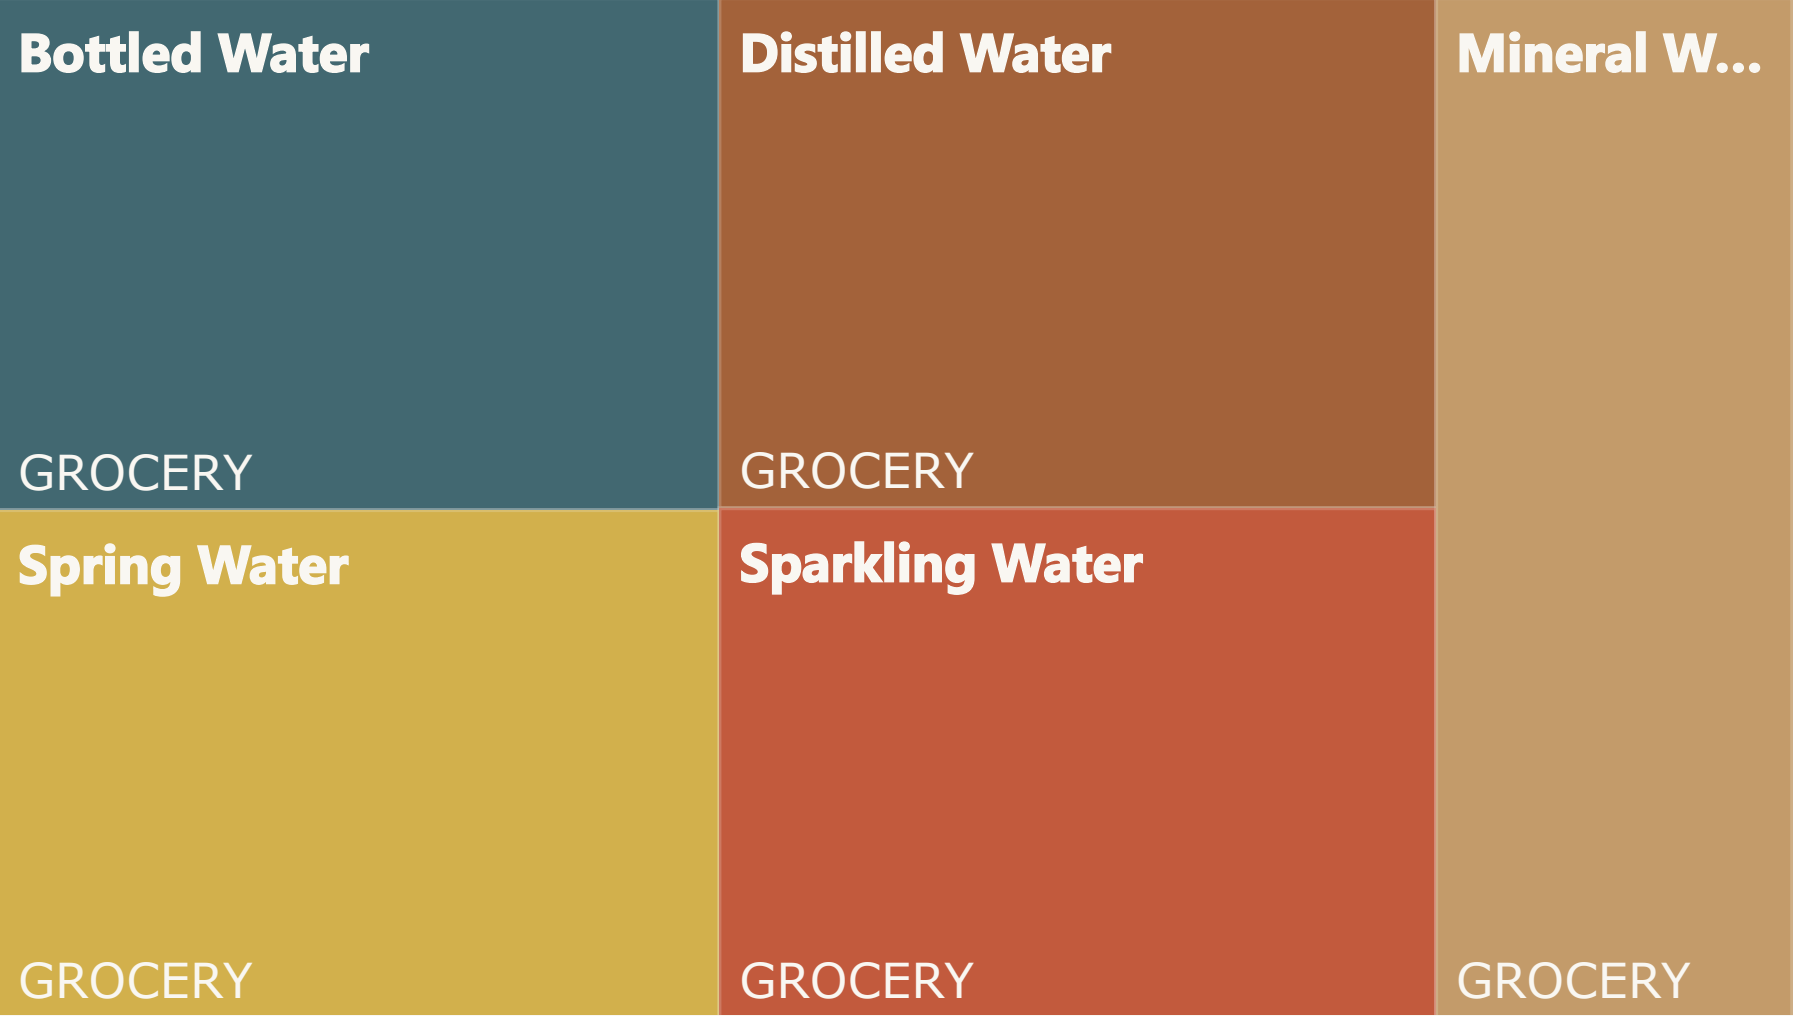 Bottled Water
GROCERY
Distilled Water
GROCERY
Mineral W...
GROCERY
Spring Water
GROCERY
Sparkling Water
GROCERY